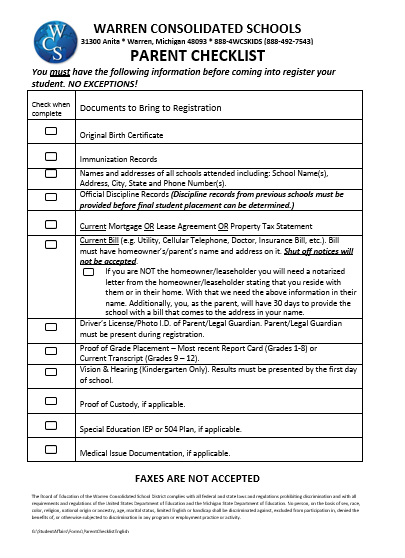 WCS
WARREN CONSOLIDATED SCHOOLS
31300 Anita * Warren, Michigan 48093 * 888-4WCSKIDS (888-492-7543)
PARENT CHECKLIST
You must have the following information before coming into register your
student. NO EXCEPTIONS!
Check when
complete
Documents to Bring to Registration
Original Birth Certificate
Immunization Records
Names and addresses of all schools attended including: School Name(s),
Address, City, State and Phone Number(s).
Official Discipline Records (Discipline records from previous schools must be
provided before final student placement can be determined.)
Current Mortgage OR Lease Agreement OR Property Tax Statement
Current Bill (e.g. Utility, Cellular Telephone, Doctor, Insurance Bill, etc.). Bill
must have homeowner's/parent's name and address on it. Shut off notices will
not be accepted.
If you are NOT the homeowner/leaseholder you will need a notarized
letter from the homeowner/leaseholder stating that you reside with
them or in their home. With that we need the above information in their
name. Additionally, you, as the parent, will have 30 days to provide the
school with a bill that comes to the address in your name.
Driver's License/Photo I.D. of Parent/Legal Guardian. Parent/Legal Guardian
must be present during registration.
Proof of Grade Placement – Most recent Report Card (Grades 1-8) or
Current Transcript (Grades 9 – 12).
Vision & Hearing (Kindergarten Only). Results must be presented by the first day
of school.
Proof of Custody, if applicable.
Special Education IEP or 504 Plan, if applicable.
Medical Issue Documentation, if applicable.
FAXES ARE NOT ACCEPTED
The Board of Education of the Warren Consolidated School District complies with all federal and state laws and regulations prohibiting discrimination and with all
requirements and regulations of the United States Department of Education and the Michigan State Department of Education. No person, on the basis of sex, race,
color, religion, national origin or ancestry, age, marital status, limited English or handicap shall be discriminated against, excluded from participation in, denied the
benefits of, or otherwise subjected to discrimination in any program or employment practice or activity.
G:\StudentAffairs\Forms\ParentChecklistEnglish